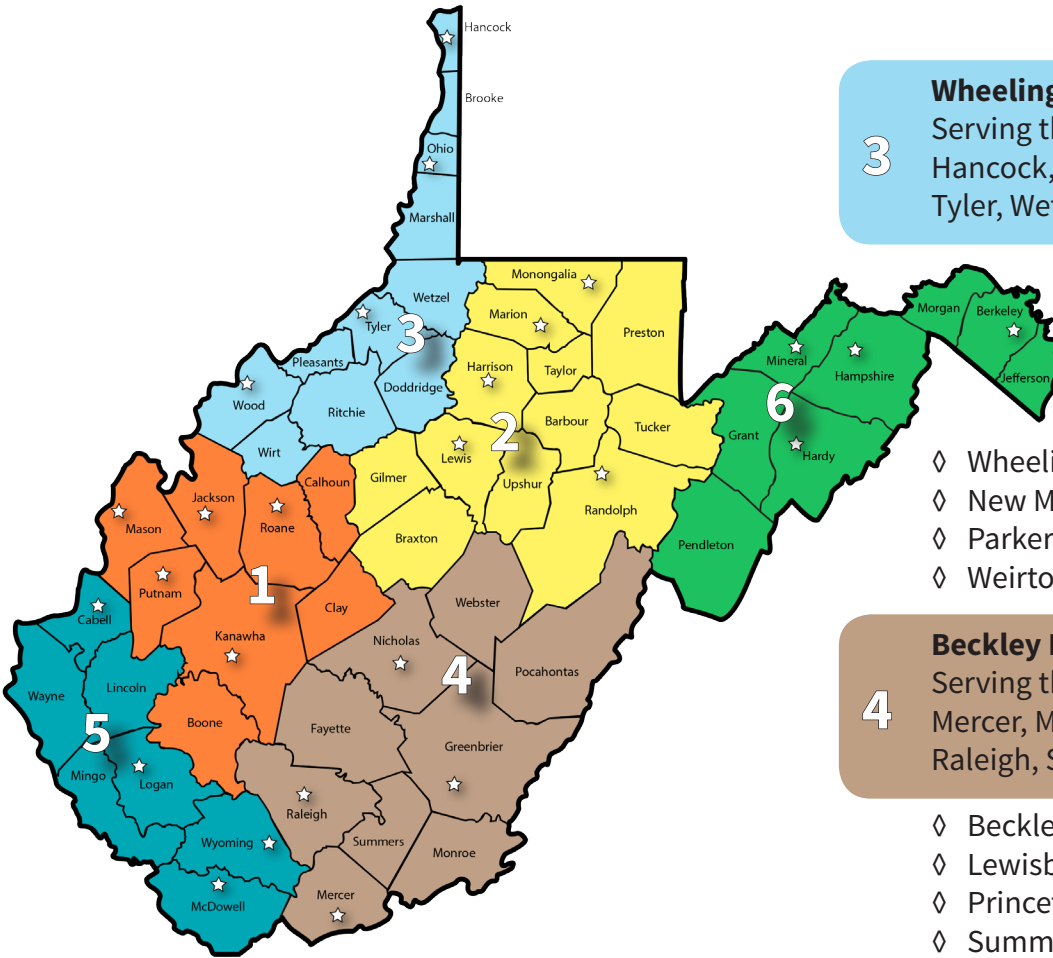 Hancock
Brooke
Ohio
Marshall
Wetzel
Tyler
3
Pleasants
Doddridge
Wood
Ritchie
Wirt
Monongalia
Marion
Preston
Harrison
Taylor
Barbour
Tucker
2
Lewis
Upshur
Gilmer
Randolph
Braxton
Morgan
Berkeley
Jefferson
Mineral
Hampshire
6
Grant
Hardy
Pendleton
Calhoun
Jackson
Roane
Mason
Putnam
1
Clay
Kanawha
Boone
Cabell
Wayne
Lincoln
5
Mingo
Logan
Wyoming
McDowell
Webster
Nicholas
4
Pocahontas
Fayette
Greenbrier
Raleigh
Summers
Monroe
Mercer
3
Wheeling
Serving th
Hancock,
Tyler, Wet
◊ Wheeli
◊ New M
◊ Parker
◊ Weirto
4
Beckley
Serving th
Mercer, M
Raleigh, S
◊ Beckle
◊ Lewisb
◊ Princet
◊ Summ